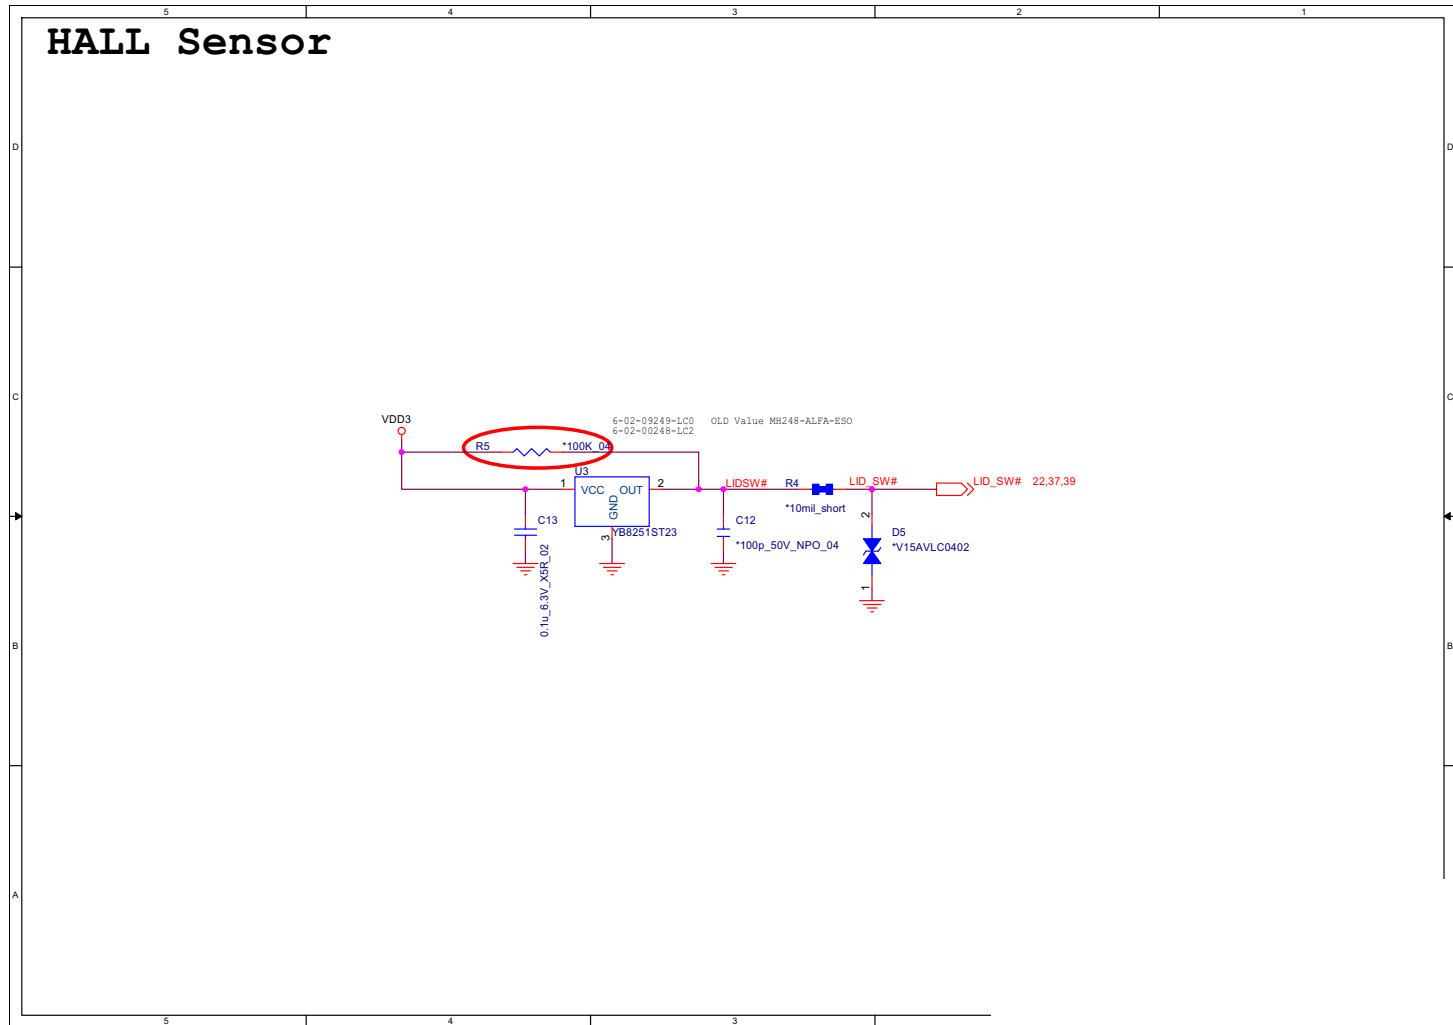 5 4 3 2 1
HALL Sensor
D D
C C
VDD3
6-02-09249-LC0 OLD Value MH248-ALFA-ESO
6-02-00248-LC2
R5 *100K_04
U3
1 VCC OUT 2 LIDSW# R4 LID_SW# LID_SW# 22,37,39
GND
*10mil_short
C13 C12 2 D5
YB8251ST23
3 *100p_50V_NPO_04 *V15AVLC0402
0.1u_6.3V_X5R_02
1
B B
A
5 4 3